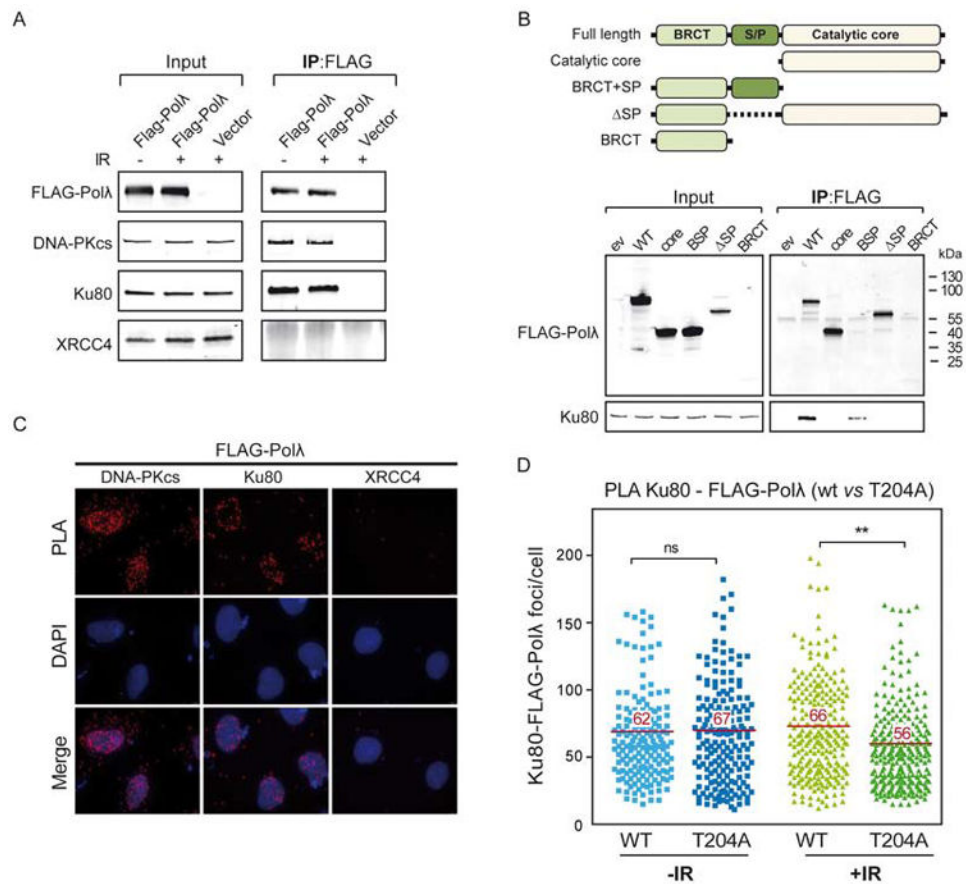 A
Input
IP:FLAG
Flag-Polλ
Flag-Polλ
Vector
Flag-Polλ
Flag-Polλ
Vector
IR - + + - + +
FLAG-Polλ
DNA-PKcs
Ku80
XRCC4
B
Full length BRCT S/P Catalytic core
Catalytic core
BRCT+SP
ΔSP
BRCT
Input
IP:FLAG
ev WT core BSP ΔSP BRCT ev WT core BSP ΔSP BRCT kDa
130
100
FLAG-Polλ
55
40
35
25
Ku80
C
FLAG-Polλ
DNA-PKcs Ku80 XRCC4
PLA
DAPI
Merge
D
PLA Ku80 - FLAG-Polλ (wt vs T204A)
Ku80-FLAG-Polλ foci/cell
200
150
100
50
0
ns
**
62 67 66 56
WT T204A WT T204A
-IR +IR